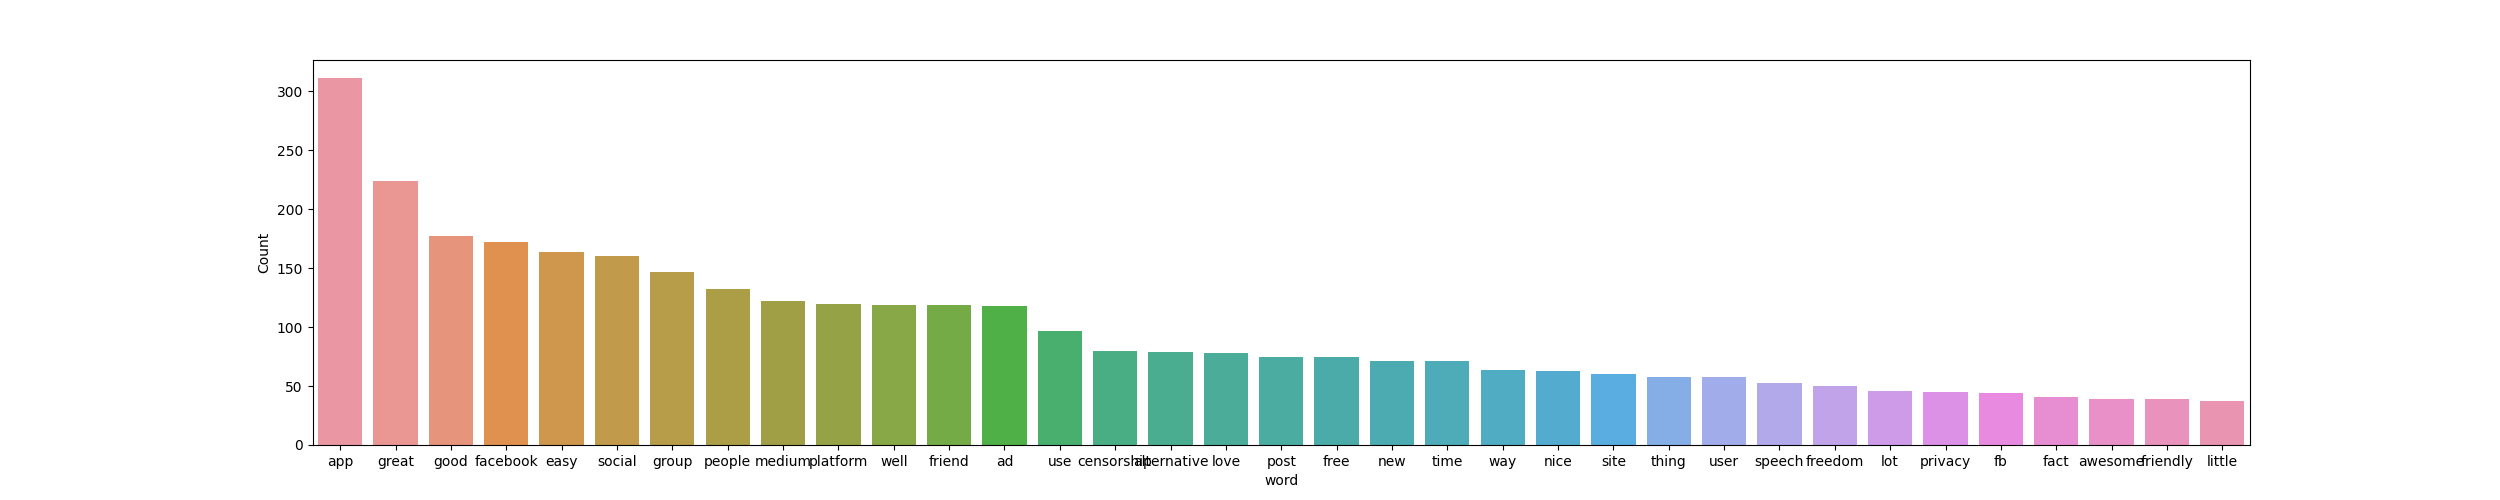 300
250
200
150
100
50
0
Count
app great good facebook easy social group people medium platform well friend ad use censorship alternative love post free new time way nice site thing user speech freedom lot privacy fb fact awesome friendly little
word